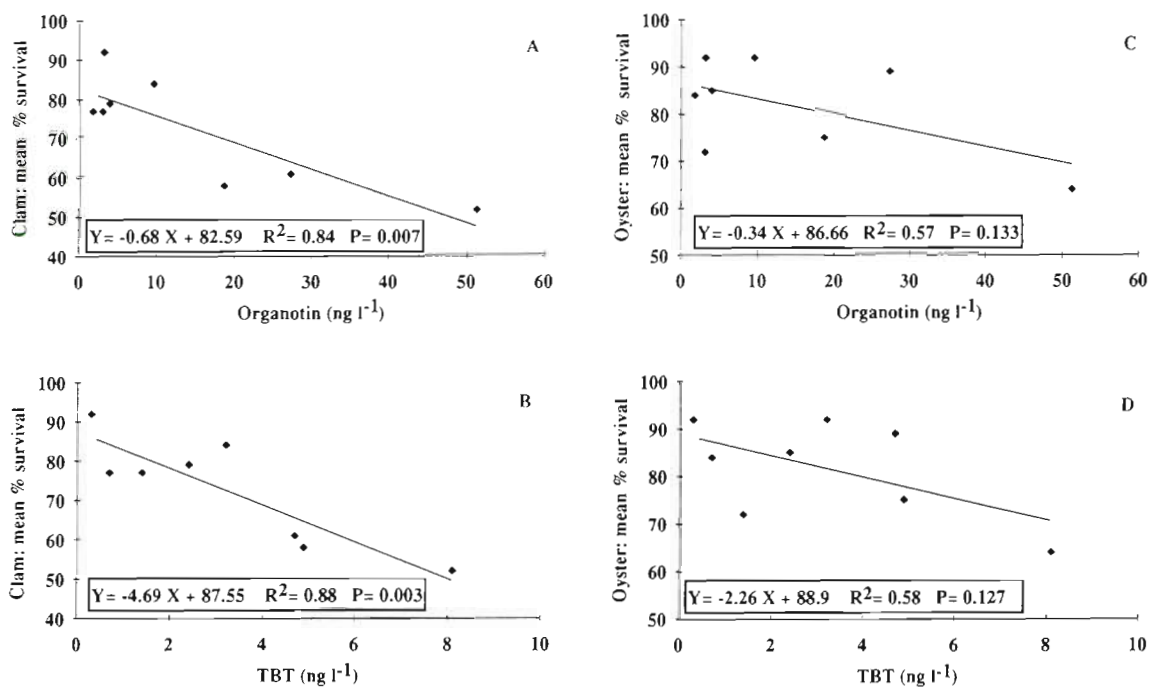 100
90
80
70
60
50
40
Clam: mean % survival
A
Y= -0.68 X + 82.59 R²= 0.84 P= 0.007
0 10 20 30 40 50 60
Organotin (ng l⁻¹)
100
90
80
70
60
50
Oyster: mean % survival
C
Y= -0.34 X + 86.66 R²= 0.57 P= 0.133
0 10 20 30 40 50 60
Organotin (ng l⁻¹)
100
90
80
70
60
50
40
Clam: mean % survival
B
Y= -4.69 X + 87.55 R²= 0.88 P= 0.003
0 2 4 6 8 10
TBT (ng l⁻¹)
100
90
80
70
60
50
Oyster: mean % survival
D
Y= -2.26 X + 88.9 R²= 0.58 P= 0.127
0 2 4 6 8 10
TBT (ng l⁻¹)